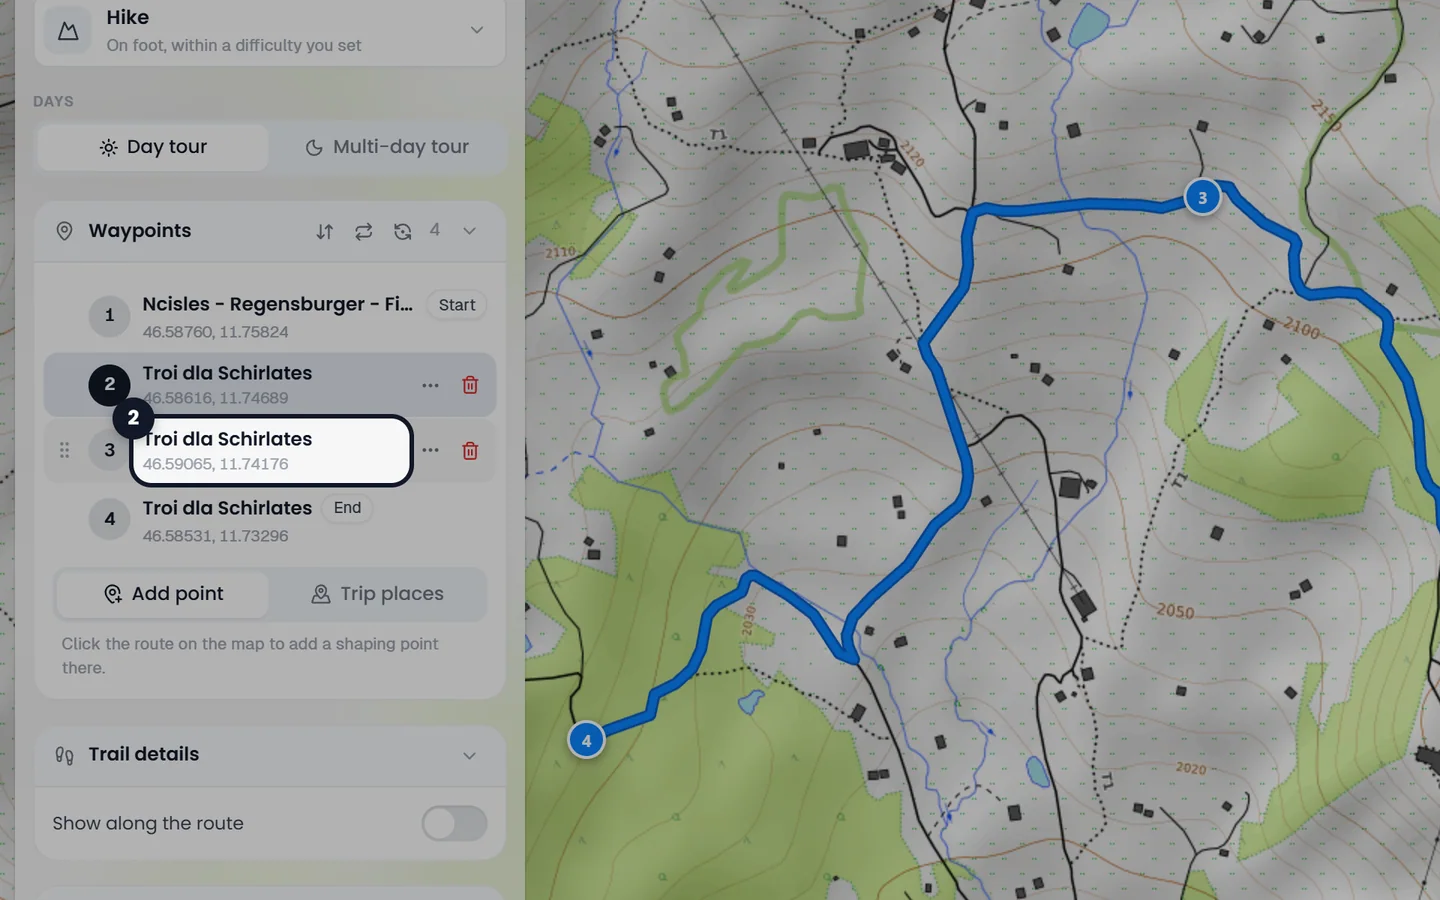 Hike
On foot, within a difficulty you set
DAYS
Day tour
Multi-day tour
Waypoints
4
1
Ncisles - Regensburger - Fi...
Start
46.58760, 11.75824
2
Troi dla Schirlates
46.58616, 11.74689
2
3
Troi dla Schirlates
46.59065, 11.74176
4
Troi dla Schirlates
End
46.58531, 11.73296
Add point
Trip places
Click the route on the map to add a shaping point
there.
Trail details
Show along the route
T1
2120
2150
2110
3
2100
T1
2050
2030
4
2020
T1